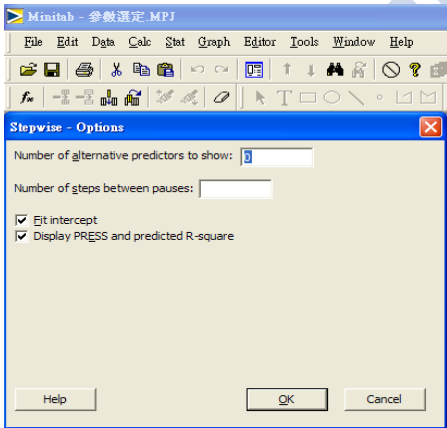 Minitab - 參數選定.MPJ
File Edit Data Calc Stat Graph Editor Tools Window Help
Stepwise - Options
Number of alternative predictors to show: 0
Number of steps between pauses:
Fit intercept
Display PRESS and predicted R-square
Help OK Cancel